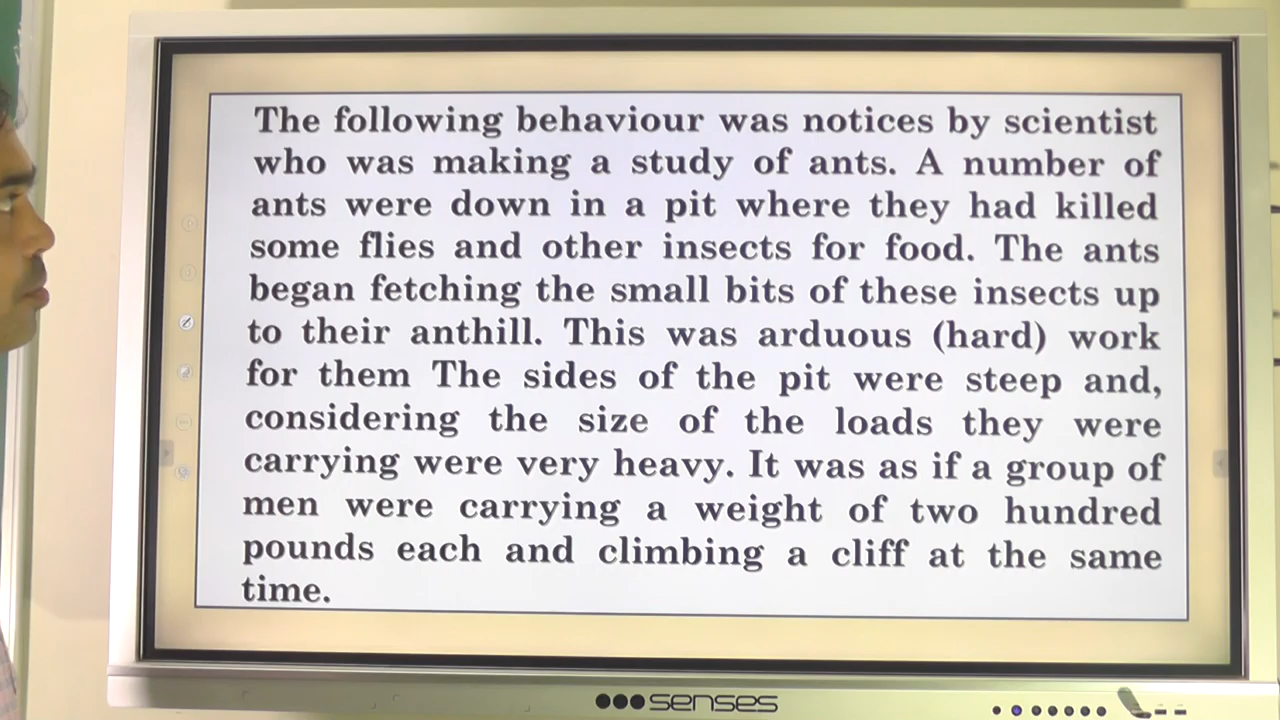 The following behaviour was notices by scientist
who was making a study of ants. A number of
ants were down in a pit where they had killed
some flies and other insects for food. The ants
began fetching the small bits of these insects up
to their anthill. This was arduous (hard) work
for them The sides of the pit were steep and,
considering the size of the loads they were
carrying were very heavy. It was as if a group of
men were carrying a weight of two hundred
pounds each and climbing a cliff at the same
time.
senses